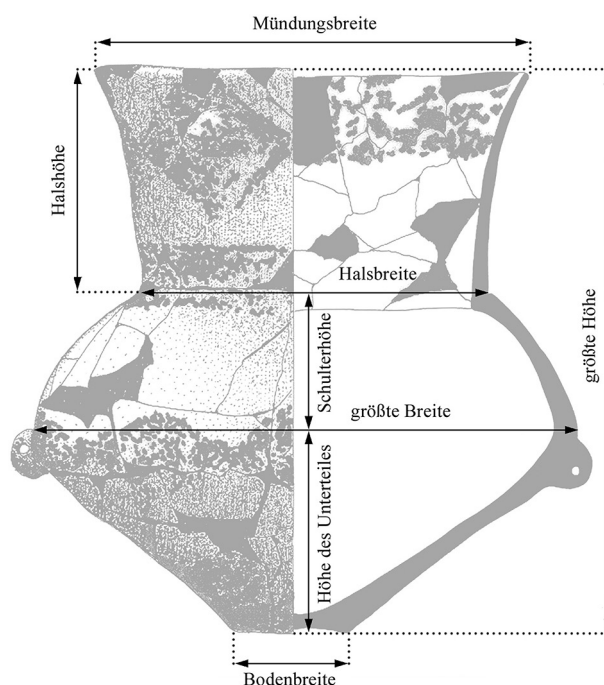 Mündungsbreite
Halshöhe
Halsbreite
Schulterhöhe
größte Höhe
größte Breite
Höhe des Unterteiles
Bodenbreite